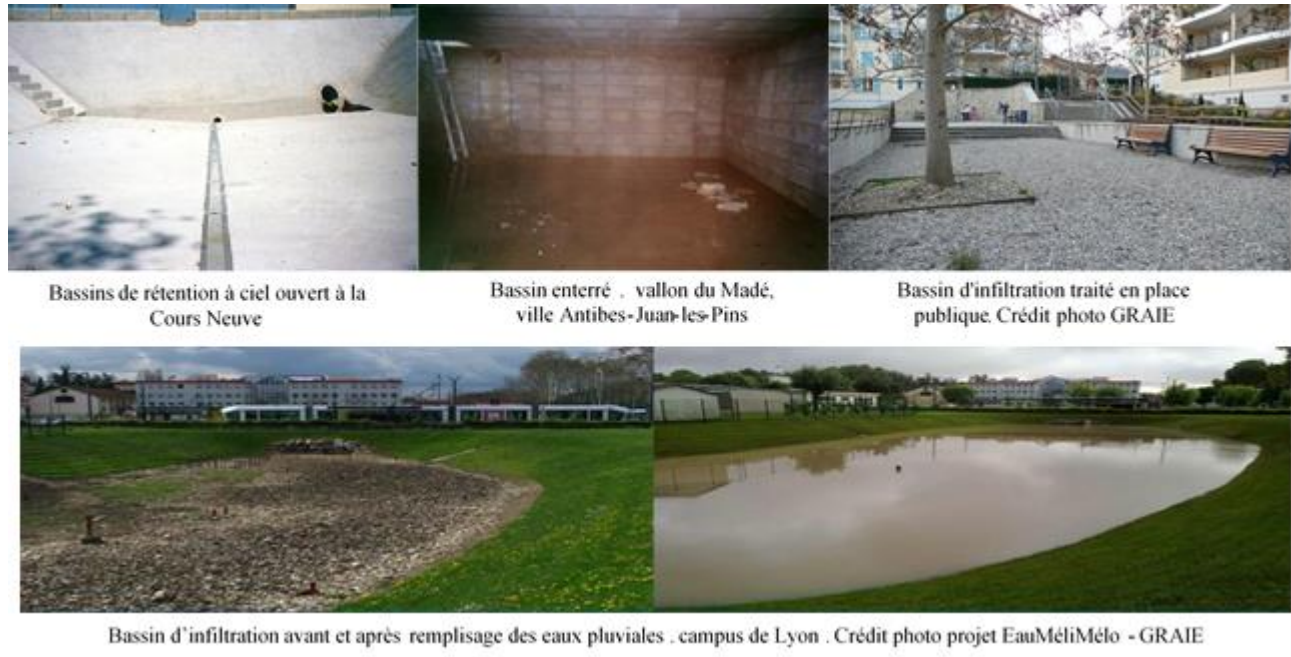 Bassins de rétention à ciel ouvert à la
Cours Neuve
Bassin enterré . vallon du Madé,
ville Antibes-Juan-les-Pins
Bassin d'infiltration traité en place
publique. Crédit photo GRAIE
Bassin d'infiltration avant et après remplisage des eaux pluviales . campus de Lyon . Crédit photo projet EauMéliMélo - GRAIE